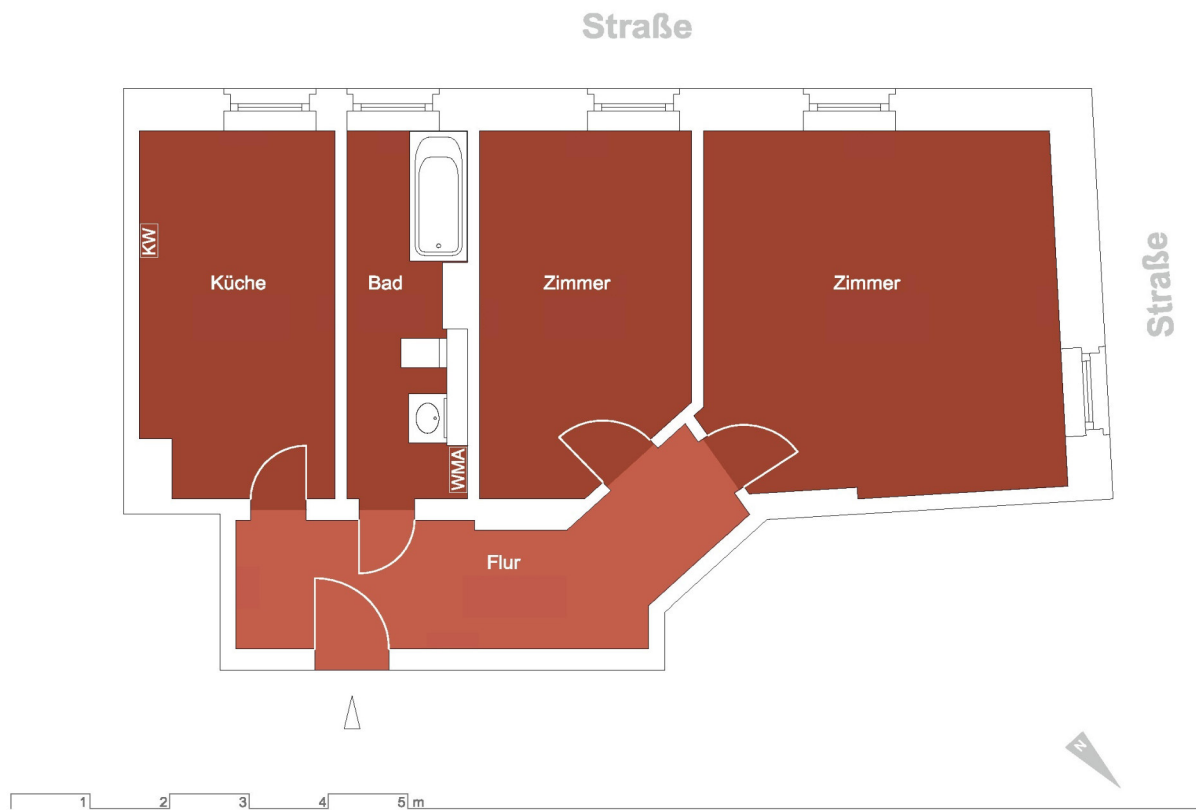 Straße
KW
Küche
Bad
Zimmer
Zimmer
Straße
WMA
Flur
N
1 2 3 4 5 m